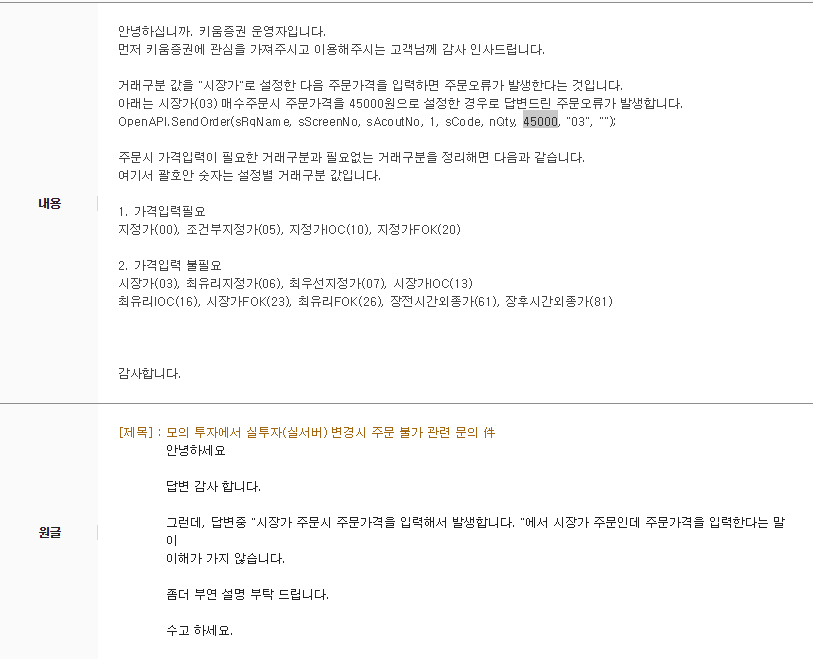 안녕하십니까. 키움증권 운영자입니다.
먼저 키움증권에 관심을 가져주시고 이용해주시는 고객님께 감사 인사드립니다.
거래구분 값을 "시장가"로 설정한 다음 주문가격을 입력하면 주문오류가 발생한다는 것입니다.
아래는 시장가(03) 매수주문시 주문가격을 45000원으로 설정한 경우로 답변드린 주문오류가 발생합니다.
OpenAPI.SendOrder(sRqName, sScreenNo, sAcoutNo, 1, sCode, nQty, 45000, "03", "");
주문시 가격입력이 필요한 거래구분과 필요없는 거래구분을 정리해면 다음과 같습니다.
여기서 괄호안 숫자는 설정별 거래구분 값입니다.
내용
1. 가격입력필요
지정가(00), 조건부지정가(05), 지정가IOC(10), 지정가FOK(20)
2. 가격입력 불필요
시장가(03), 최유리지정가(06), 최우선지정가(07), 시장가IOC(13)
최유리IOC(16), 시장가FOK(23), 최유리FOK(26), 장전시간외종가(61), 장후시간외종가(81)
감사합니다.
[제목] : 모의 투자에서 실투자(실서버) 변경시 주문 불가 관련 문의 件
안녕하세요
답변 감사 합니다.
그런데, 답변중 "시장가 주문시 주문가격을 입력해서 발생합니다. "에서 시장가 주문인데 주문가격을 입력한다는 말
원글
이
이해가 가지 않습니다.
좀더 부연 설명 부탁 드립니다.
수고 하세요.